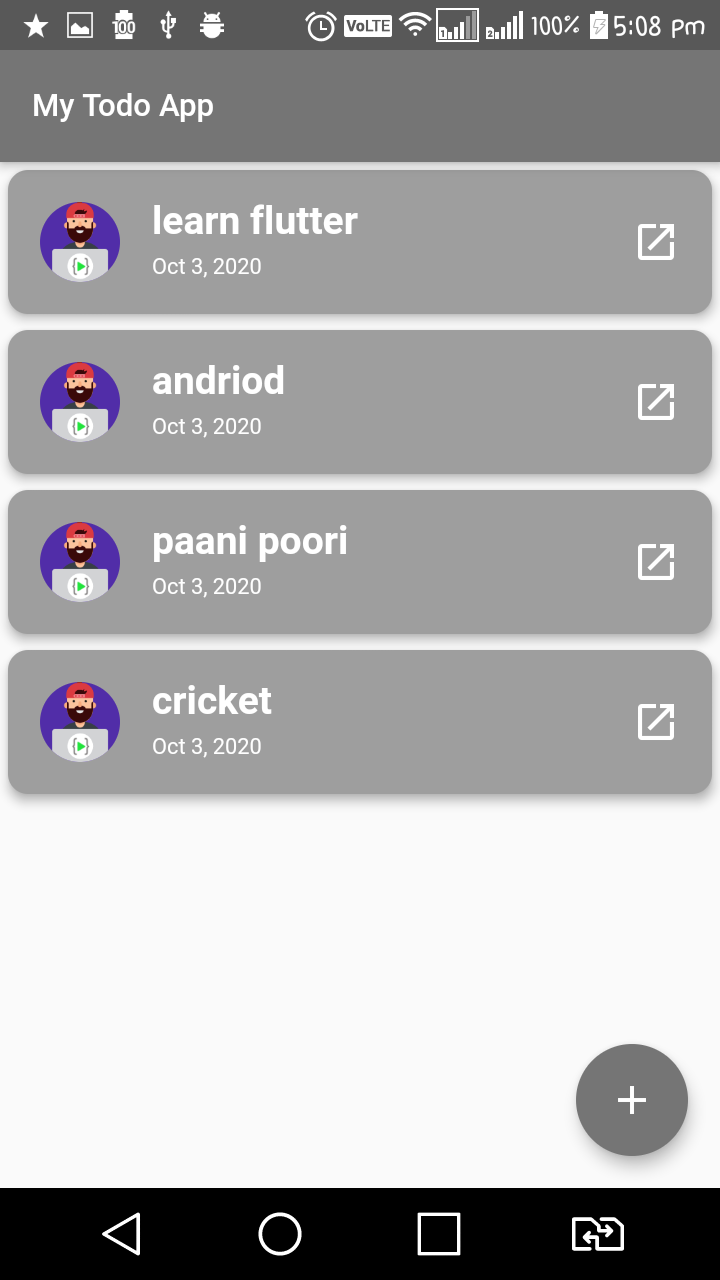 100 VoLTE 1 2 100% 5:08 pm
My Todo App
learn flutter
Oct 3, 2020
andriod
Oct 3, 2020
paani poori
Oct 3, 2020
cricket
Oct 3, 2020